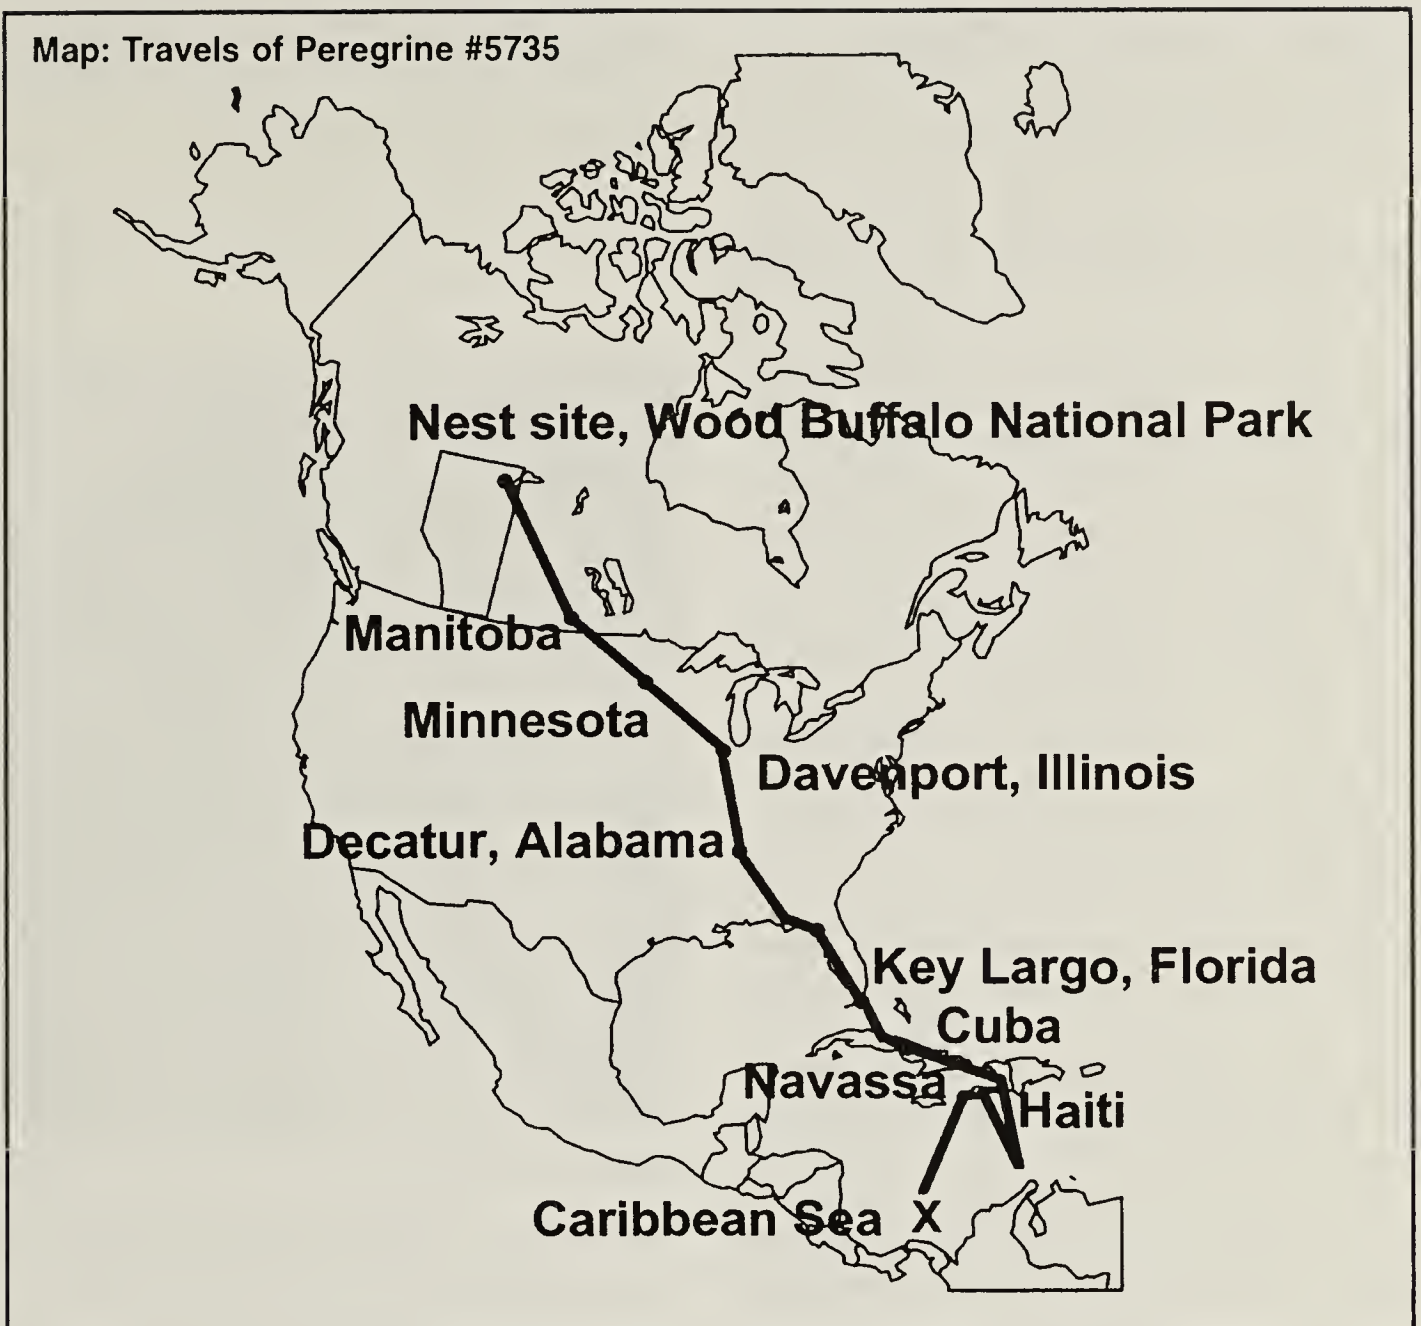 Map: Travels of Peregrine #5735
Nest site, Wood Buffalo National Park
Manitoba
Minnesota
Davenport, Illinois
Decatur, Alabama
Key Largo, Florida
Cuba
Navassa
Haiti
Caribbean Sea X